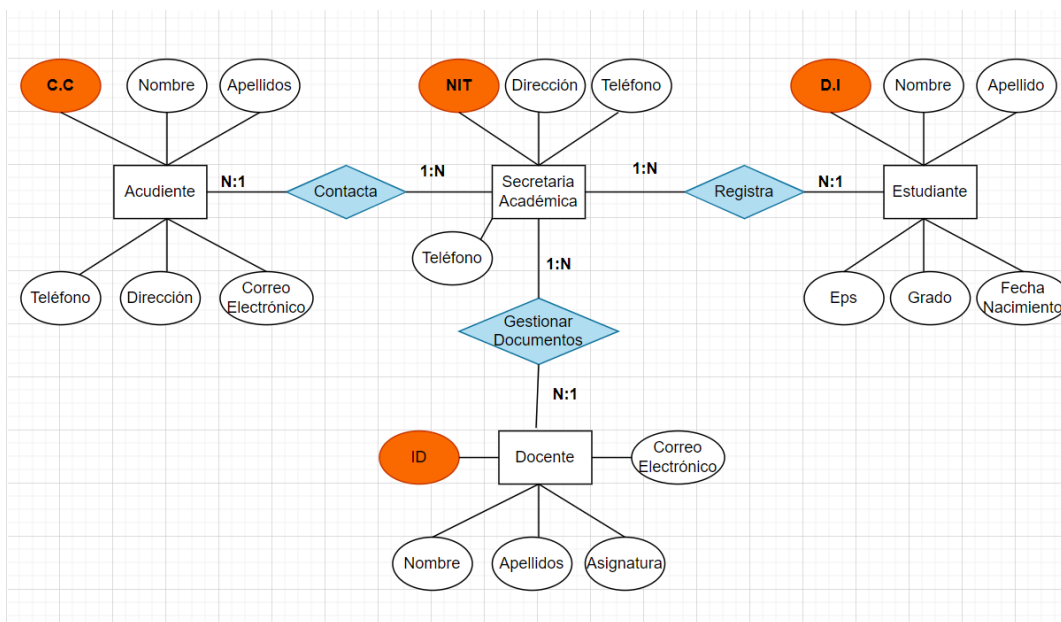 C.C
Nombre
Apellidos
NIT
Dirección
Teléfono
D.I
Nombre
Apellido
Acudiente
N:1
Contacta
1:N
Secretaria
Académica
1:N
Registra
N:1
Estudiante
Teléfono
Dirección
Correo
Electrónico
Teléfono
1:N
Eps
Grado
Fecha
Nacimiento
Gestionar
Documentos
N:1
ID
Docente
Correo
Electrónico
Nombre
Apellidos
Asignatura